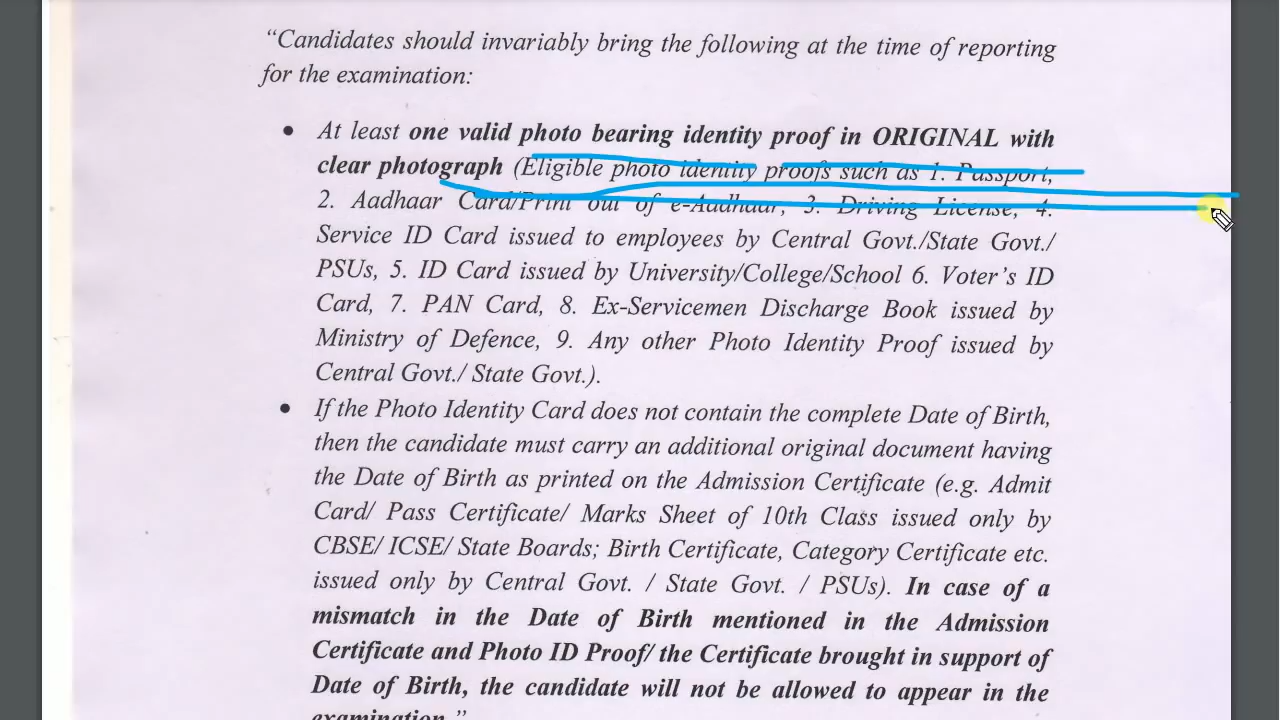 “Candidates should invariably bring the following at the time of reporting
for the examination:
• At least one valid photo bearing identity proof in ORIGINAL with
clear photograph (Eligible photo identity proofs such as 1. Passport,
2. Aadhaar Card/Print out of e-Aadhaar, 3. Driving License, 4.
Service ID Card issued to employees by Central Govt./State Govt./
PSUs, 5. ID Card issued by University/College/School 6. Voter’s ID
Card, 7. PAN Card, 8. Ex-Servicemen Discharge Book issued by
Ministry of Defence, 9. Any other Photo Identity Proof issued by
Central Govt./ State Govt.).
• If the Photo Identity Card does not contain the complete Date of Birth,
then the candidate must carry an additional original document having
the Date of Birth as printed on the Admission Certificate (e.g. Admit
Card/ Pass Certificate/ Marks Sheet of 10th Class issued only by
CBSE/ ICSE/ State Boards; Birth Certificate, Category Certificate etc.
issued only by Central Govt. / State Govt. / PSUs). In case of a
mismatch in the Date of Birth mentioned in the Admission
Certificate and Photo ID Proof/ the Certificate brought in support of
Date of Birth, the candidate will not be allowed to appear in the
examination.”